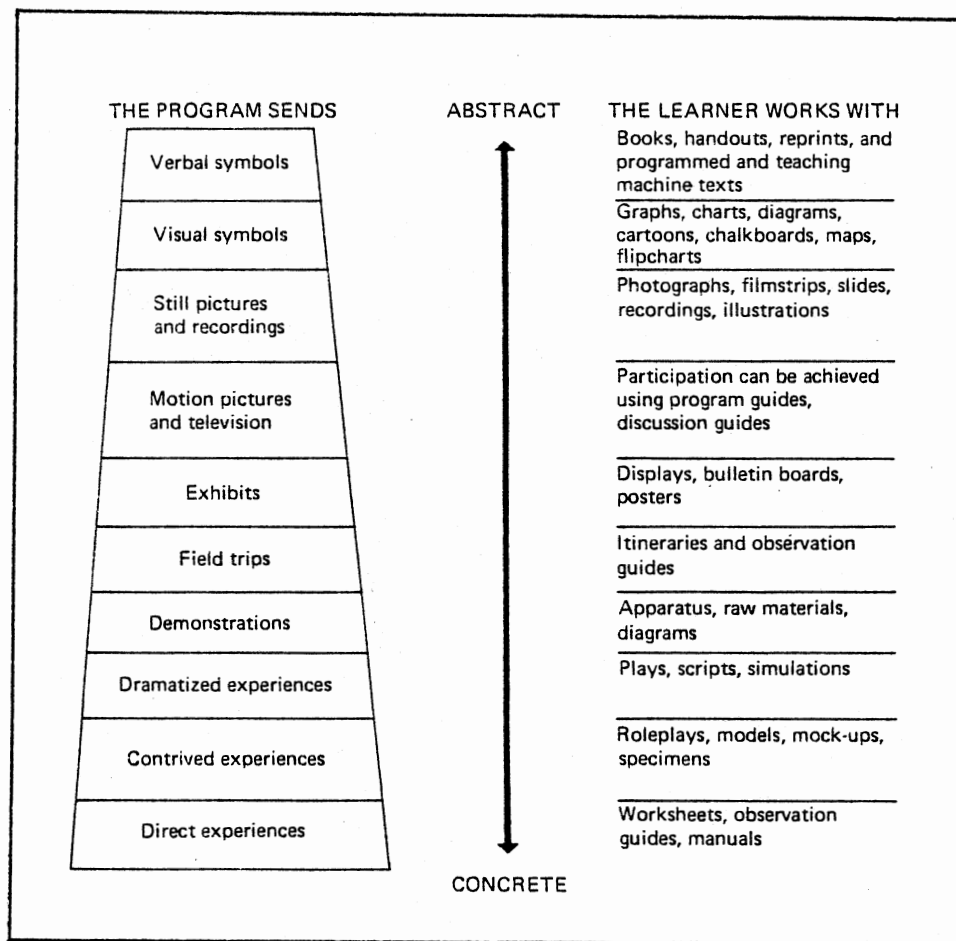 THE PROGRAM SENDS
Verbal symbols
Visual symbols
Still pictures
and recordings
Motion pictures
and television
Exhibits
Field trips
Demonstrations
Dramatized experiences
Contrived experiences
Direct experiences
ABSTRACT
CONCRETE
THE LEARNER WORKS WITH
Books, handouts, reprints, and
programmed and teaching
machine texts
Graphs, charts, diagrams,
cartoons, chalkboards, maps,
flipcharts
Photographs, filmstrips, slides,
recordings, illustrations
Participation can be achieved
using program guides,
discussion guides
Displays, bulletin boards,
posters
Itineraries and observation
guides
Apparatus, raw materials,
diagrams
Plays, scripts, simulations
Roleplays, models, mock-ups,
specimens
Worksheets, observation
guides, manuals